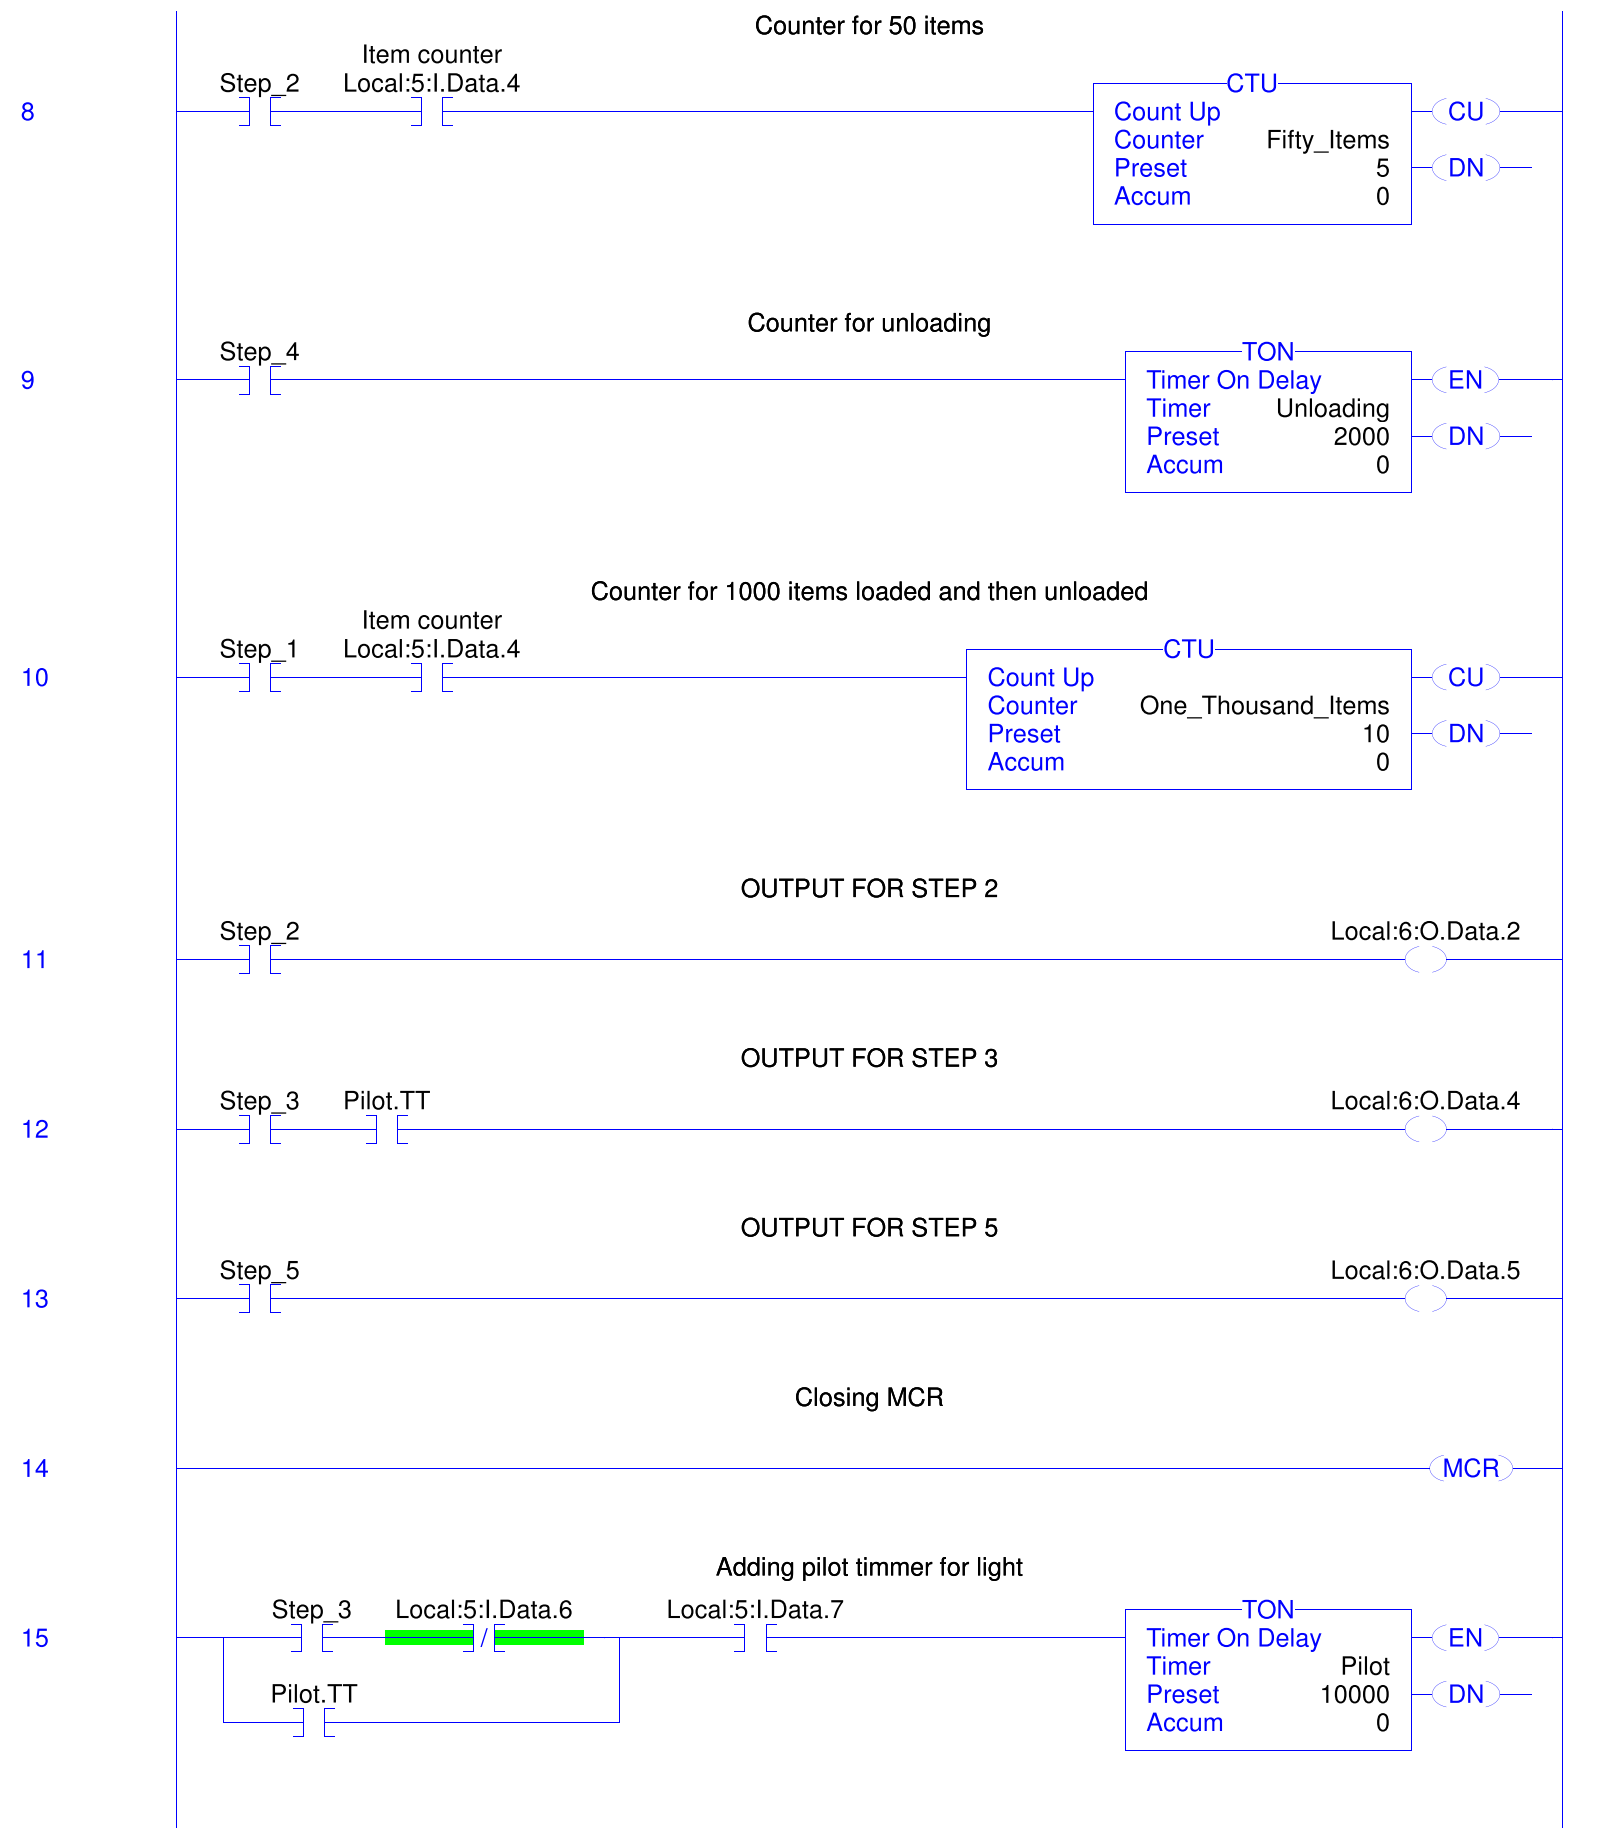 Counter for 50 items
Item counter
Step_2 Local:5:I.Data.4
CTU
8 Count Up CU
Counter Fifty_Items
Preset 5 DN
Accum 0
Counter for unloading
Step_4 TON
9 Timer On Delay EN
Timer Unloading
Preset 2000 DN
Accum 0
Counter for 1000 items loaded and then unloaded
Item counter
Step_1 Local:5:I.Data.4 CTU
10 Count Up CU
Counter One_Thousand_Items
Preset 10 DN
Accum 0
OUTPUT FOR STEP 2
Step_2 Local:6:O.Data.2
11
OUTPUT FOR STEP 3
Step_3 Pilot.TT Local:6:O.Data.4
12
OUTPUT FOR STEP 5
Step_5 Local:6:O.Data.5
13
Closing MCR
14 MCR
Adding pilot timmer for light
Step_3 Local:5:I.Data.6 Local:5:I.Data.7 TON
15 / Timer On Delay EN
Timer Pilot
Pilot.TT Preset 10000 DN
Accum 0